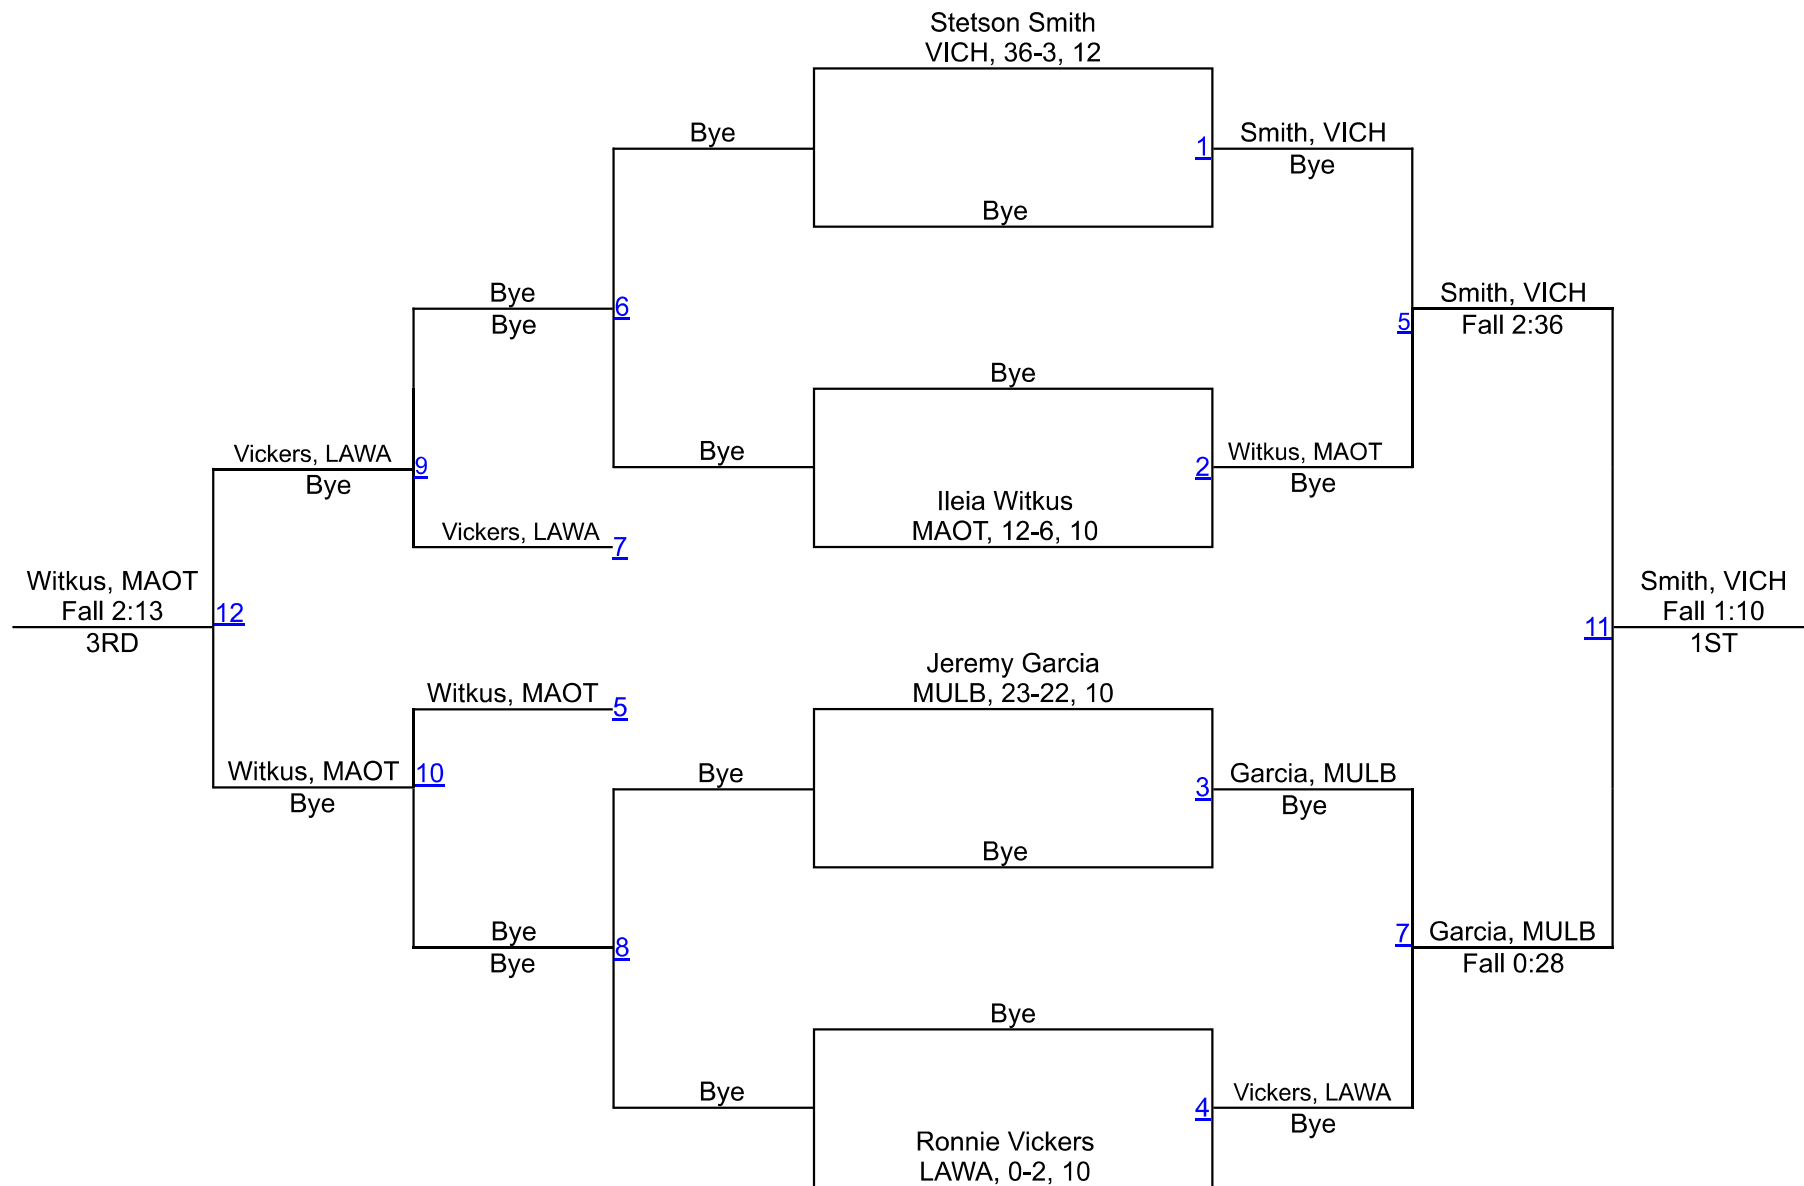 Stetson Smith
VICH, 36-3, 12
Bye
1
Smith, VICH
Bye
Bye
Bye
Bye
6
Smith, VICH
5
Fall 2:36
Bye
Vickers, LAWA
9
Bye
Bye
2
Witkus, MAOT
Bye
Ileia Witkus
MAOT, 12-6, 10
Vickers, LAWA
7
Witkus, MAOT
Fall 2:13
12
3RD
Smith, VICH
11
Fall 1:10
1ST
Jeremy Garcia
MULB, 23-22, 10
Witkus, MAOT
5
Witkus, MAOT
10
Bye
Bye
3
Garcia, MULB
Bye
Bye
Bye
Bye
8
7
Garcia, MULB
Fall 0:28
Bye
Bye
4
Vickers, LAWA
Bye
Ronnie Vickers
LAWA, 0-2, 10